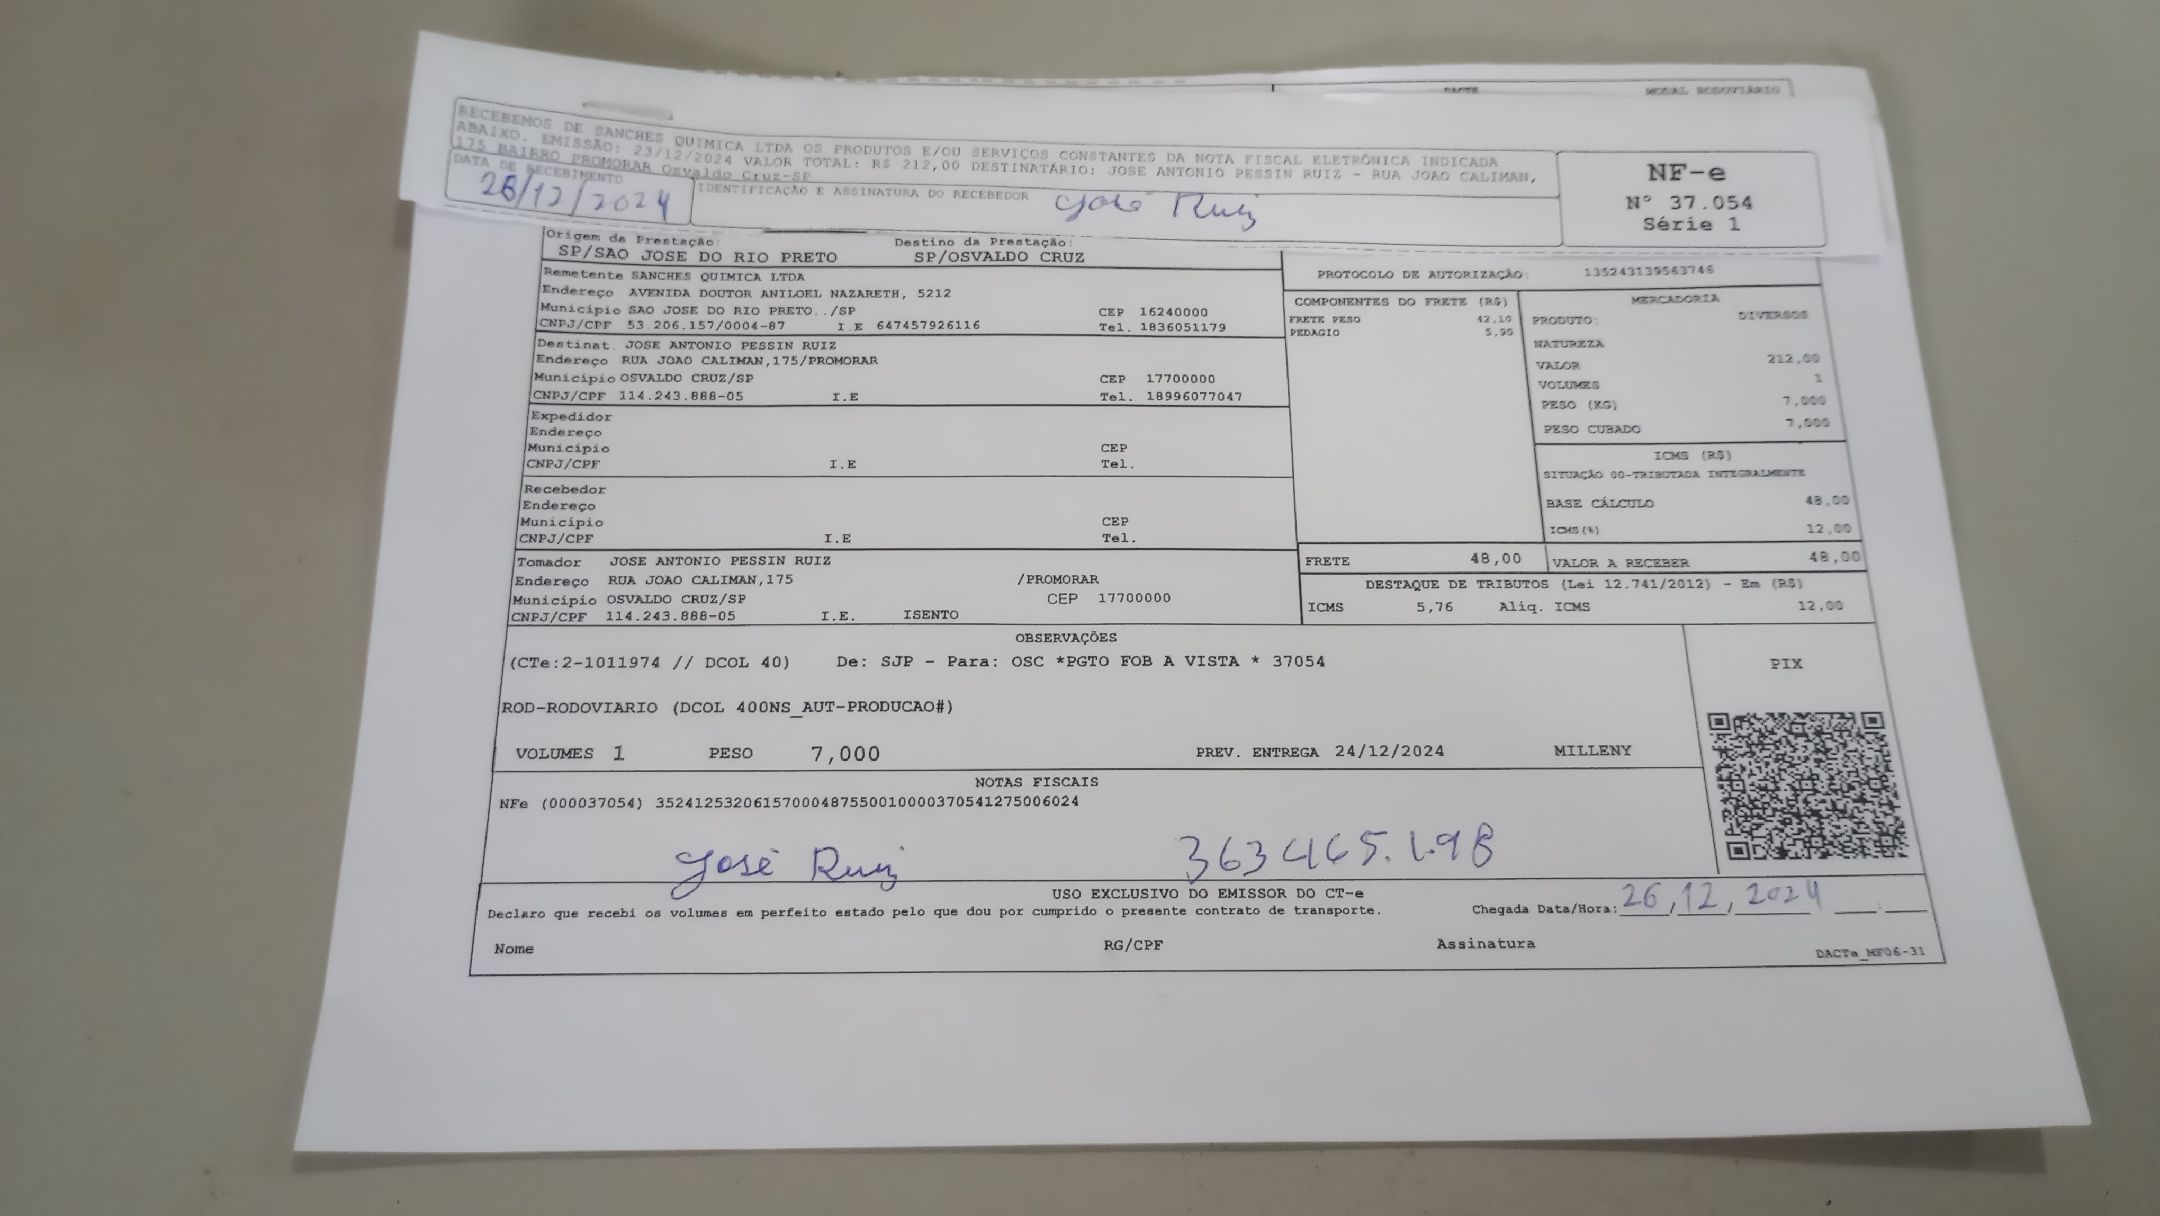 DACTE MODAL RODOVIÁRIO
RECEBEMOS DE SANCHES QUIMICA LTDA OS PRODUTOS E/OU SERVIÇOS CONSTANTES DA NOTA FISCAL ELETRÔNICA INDICADA
ABAIXO. EMISSÃO: 23/12/2024 VALOR TOTAL: R$ 212,00 DESTINATÁRIO: JOSE ANTONIO PESSIN RUIZ - RUA JOAO CALIMAN,
175 BAIRRO PROMORAR Osvaldo Cruz-SP
DATA DE RECEBIMENTO
26/12/2024
IDENTIFICAÇÃO E ASSINATURA DO RECEBEDOR
José Ruiz
NF-e
Nº 37.054
Série 1
Origem da Prestação: Destino da Prestação:
SP/SAO JOSE DO RIO PRETO SP/OSVALDO CRUZ
Remetente SANCHES QUIMICA LTDA
Endereço AVENIDA DOUTOR ANILOEL NAZARETH, 5212
Município SAO JOSE DO RIO PRETO../SP CEP 16240000
CNPJ/CPF 53.206.157/0004-87 I.E 647457926116 Tel. 1836051179
Destinat. JOSE ANTONIO PESSIN RUIZ
Endereço RUA JOAO CALIMAN,175/PROMORAR
Município OSVALDO CRUZ/SP CEP 17700000
CNPJ/CPF 114.243.888-05 I.E Tel. 18996077047
Expedidor
Endereço
Município CEP
CNPJ/CPF I.E Tel.
Recebedor
Endereço
Município CEP
CNPJ/CPF I.E Tel.
Tomador JOSE ANTONIO PESSIN RUIZ
Endereço RUA JOAO CALIMAN,175 /PROMORAR
Município OSVALDO CRUZ/SP CEP 17700000
CNPJ/CPF 114.243.888-05 I.E. ISENTO
PROTOCOLO DE AUTORIZAÇÃO: 135243139563746
COMPONENTES DO FRETE (R$)
FRETE PESO 42,10
PEDAGIO 5,90
MERCADORIA
PRODUTO: DIVERSOS
NATUREZA
VALOR 212,00
VOLUMES 1
PESO (KG) 7,000
PESO CUBADO 7,000
ICMS (R$)
SITUAÇÃO 00-TRIBUTADA INTEGRALMENTE
BASE CÁLCULO 48,00
ICMS(%) 12,00
FRETE 48,00 VALOR A RECEBER 48,00
DESTAQUE DE TRIBUTOS (Lei 12.741/2012) - Em (R$)
ICMS 5,76 Aliq. ICMS 12,00
OBSERVAÇÕES
(CTe:2-1011974 // DCOL 40) De: SJP - Para: OSC *PGTO FOB A VISTA * 37054
ROD-RODOVIARIO (DCOL 400NS_AUT-PRODUCAO#)
VOLUMES 1 PESO 7,000 PREV. ENTREGA 24/12/2024 MILLENY
PIX
NOTAS FISCAIS
NFe (000037054) 35241253206157000487550010000370541275006024
José Ruiz
USO EXCLUSIVO DO EMISSOR DO CT-e
Declaro que recebi os volumes em perfeito estado pelo que dou por cumprido o presente contrato de transporte.
Chegada Data/Hora: 26/12/2024
Nome RG/CPF Assinatura
DACTe_MF06-31